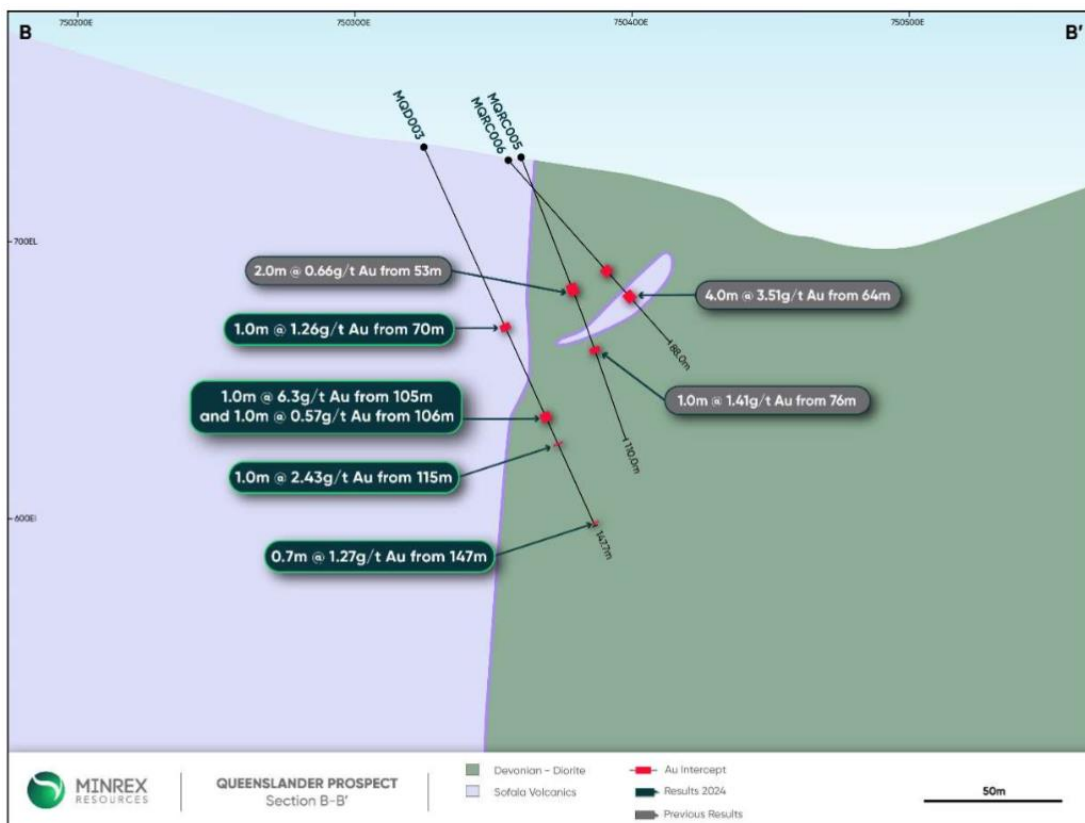 750200E
750300E
750400E
750500E
B
B'
MQD003
MQRC006
MQRC005
700EL
2.0m @ 0.66g/t Au from 53m
4.0m @ 3.51g/t Au from 64m
1.0m @ 1.26g/t Au from 70m
88.0m
1.0m @ 6.3g/t Au from 105m
and 1.0m @ 0.57g/t Au from 106m
1.0m @ 1.41g/t Au from 76m
110.0m
1.0m @ 2.43g/t Au from 115m
600El
0.7m @ 1.27g/t Au from 147m
147.7m
MINREX
RESOURCES
QUEENSLANDER PROSPECT
Section B-B'
Devonian - Diorite
Sofala Volcanics
Au Intercept
Results 2024
Previous Results
50m